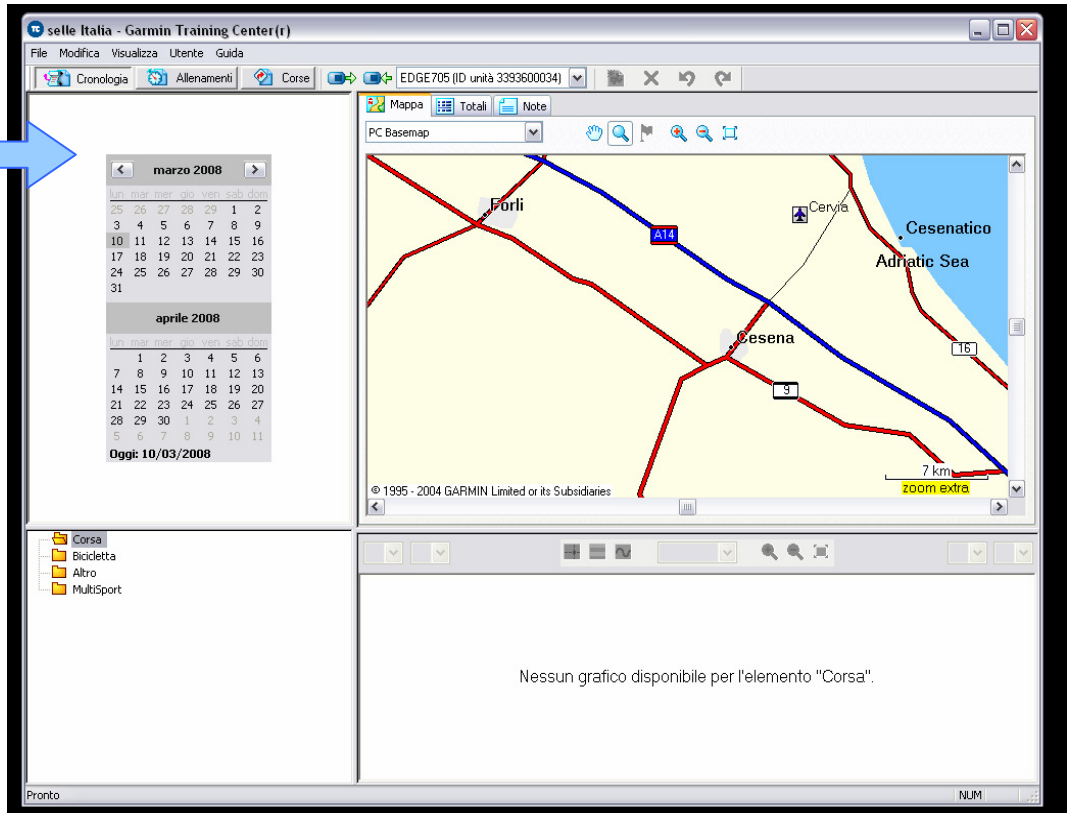 selle Italia - Garmin Training Center(r)
File Modifica Visualizza Utente Guida
Cronologia Allenamenti Corse EDGE705 (ID unità 3393600034)
Mappa Totali Note
PC Basemap
marzo 2008
lun mar mer gio ven sab dom
25 26 27 28 29 1 2
3 4 5 6 7 8 9
10 11 12 13 14 15 16
17 18 19 20 21 22 23
24 25 26 27 28 29 30
31
aprile 2008
lun mar mer gio ven sab dom
1 2 3 4 5 6
7 8 9 10 11 12 13
14 15 16 17 18 19 20
21 22 23 24 25 26 27
28 29 30 1 2 3 4
5 6 7 8 9 10 11
Oggi: 10/03/2008
Forli
Cervia
A14
Cesenatico
Adriatic Sea
Cesena
16
9
7 km
zoom extra
© 1995 - 2004 GARMIN Limited or its Subsidiaries
Corsa
Bicicletta
Altro
MultiSport
Nessun grafico disponibile per l'elemento "Corsa".
Pronto
NUM